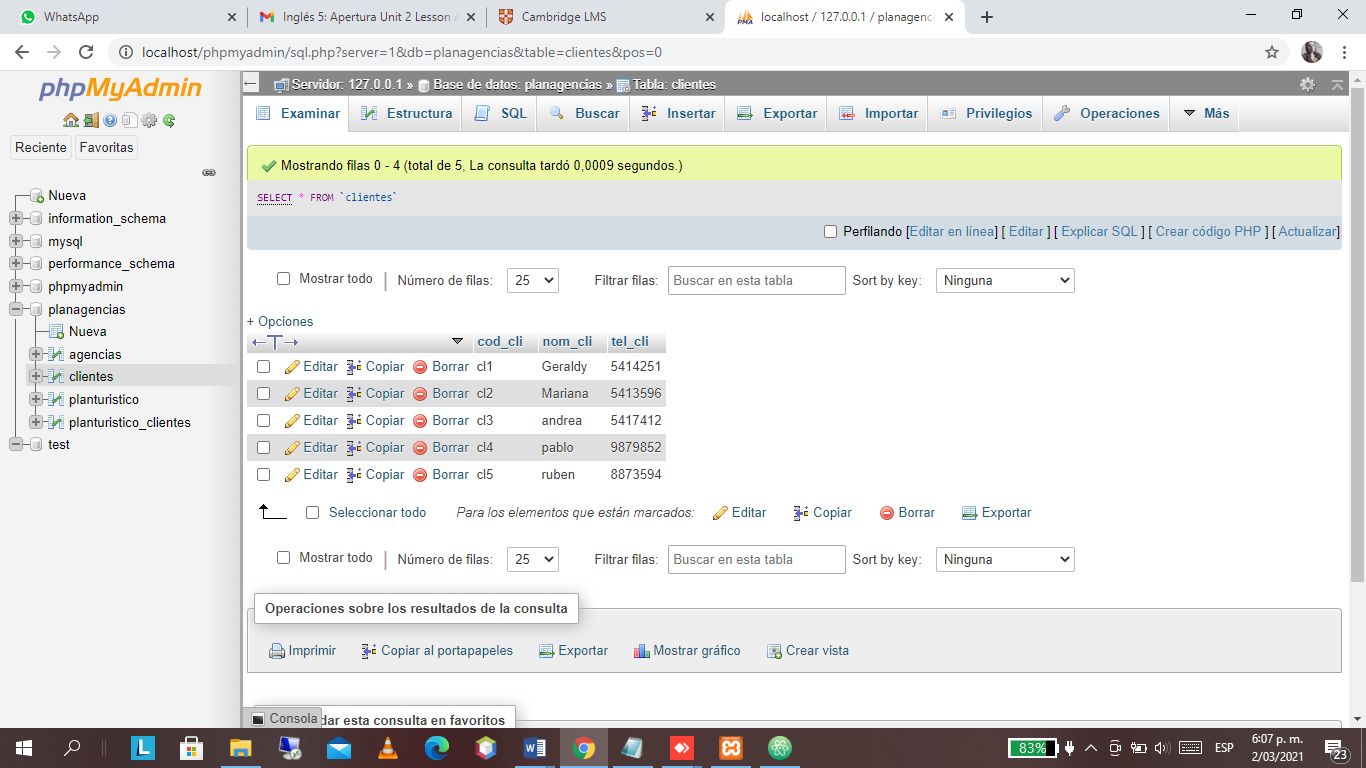 WhatsApp
Inglés 5: Apertura Unit 2 Lesson A
Cambridge LMS
localhost / 127.0.0.1 / planagenci
localhost/phpmyadmin/sql.php?server=1&db=planagencias&table=clientes&pos=0
phpMyAdmin
Reciente
Favoritas
Nueva
information_schema
mysql
performance_schema
phpmyadmin
planagencias
Nueva
agencias
clientes
planturistico
planturistico_clientes
test
Servidor: 127.0.0.1 » Base de datos: planagencias » Tabla: clientes
Examinar Estructura SQL Buscar Insertar Exportar Importar Privilegios Operaciones Más
Mostrando filas 0 - 4 (total de 5, La consulta tardó 0,0009 segundos.)
SELECT * FROM `clientes`
Perfilando [Editar en línea] [ Editar ] [ Explicar SQL ] [ Crear código PHP ] [ Actualizar]
Mostrar todo Número de filas: 25 Filtrar filas: Buscar en esta tabla Sort by key: Ninguna
+ Opciones
cod_cli nom_cli tel_cli
Editar Copiar Borrar cl1 Geraldy 5414251
Editar Copiar Borrar cl2 Mariana 5413596
Editar Copiar Borrar cl3 andrea 5417412
Editar Copiar Borrar cl4 pablo 9879852
Editar Copiar Borrar cl5 ruben 8873594
Seleccionar todo Para los elementos que están marcados: Editar Copiar Borrar Exportar
Mostrar todo Número de filas: 25 Filtrar filas: Buscar en esta tabla Sort by key: Ninguna
Operaciones sobre los resultados de la consulta
Imprimir Copiar al portapapeles Exportar Mostrar gráfico Crear vista
Consola
dar esta consulta en favoritos
83%
ESP
6:07 p. m.
2/03/2021
23